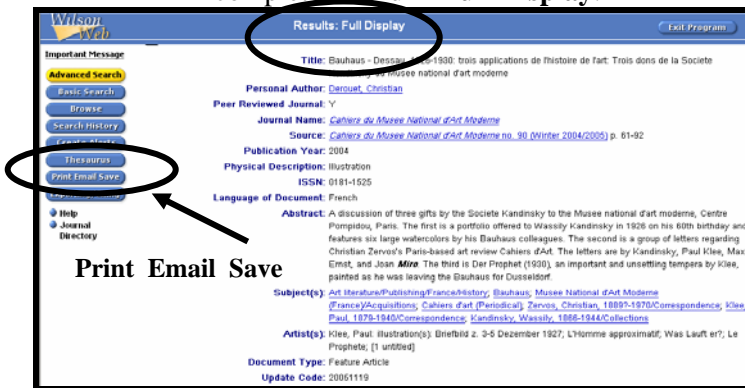 complete Full Display.
Wilson
Web
Results: Full Display
Exit Program
Important Message
Advanced Search
Basic Search
Browse
Search History
Create Alerts
Thesaurus
Print Email Save
Help
Journal
Directory
Print Email Save
Title: Bauhaus - Dessau, -1930: trois applications de l'histoire de l'art: Trois dons de la Societe
Kandinsky au Musee national d'art moderne
Personal Author: Derouet, Christian
Peer Reviewed Journal: Y
Journal Name: Cahiers du Musee National d'Art Moderne
Source: Cahiers du Musee National d'Art Moderne no. 90 (Winter 2004/2005) p. 61-92
Publication Year: 2004
Physical Description: Illustration
ISSN: 0181-1525
Language of Document: French
Abstract: A discussion of three gifts by the Societe Kandinsky to the Musee national d'art moderne, Centre
Pompidou, Paris. The first is a portfolio offered to Wassily Kandinsky in 1926 on his 60th birthday and
features six large watercolors by his Bauhaus colleagues. The second is a group of letters regarding
Christian Zervos's Paris-based art review Cahiers d'Art. The letters are by Kandinsky, Paul Klee, Max
Ernst, and Joan Miro. The third is Der Prophet (1930), an important and unsettling tempera by Klee,
painted as he was leaving the Bauhaus for Dusseldorf.
Subject(s): Art literature/Publishing/France/History; Bauhaus; Musee National d'Art Moderne
(France)/Acquisitions; Cahiers d'art (Periodical); Zervos, Christian, 1889?-1970/Correspondence; Klee,
Paul, 1879-1940/Correspondence; Kandinsky, Wassily, 1866-1944/Collections
Artist(s): Klee, Paul: illustration(s): Briefbild z. 3-5 Dezember 1927; L'Homme approximatif; Was Lauft er?; Le
Prophete; [1 untitled]
Document Type: Feature Article
Update Code: 20051119